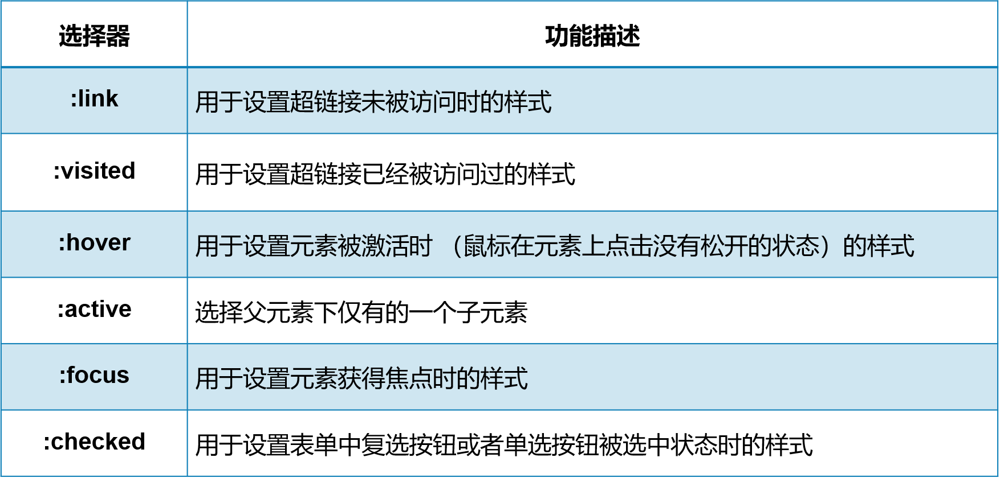 选择器 功能描述
:link 用于设置超链接未被访问时的样式
:visited 用于设置超链接已经被访问过的样式
:hover 用于设置元素被激活时 （鼠标在元素上点击没有松开的状态）的样式
:active 选择父元素下仅有的一个子元素
:focus 用于设置元素获得焦点时的样式
:checked 用于设置表单中复选按钮或者单选按钮被选中状态时的样式